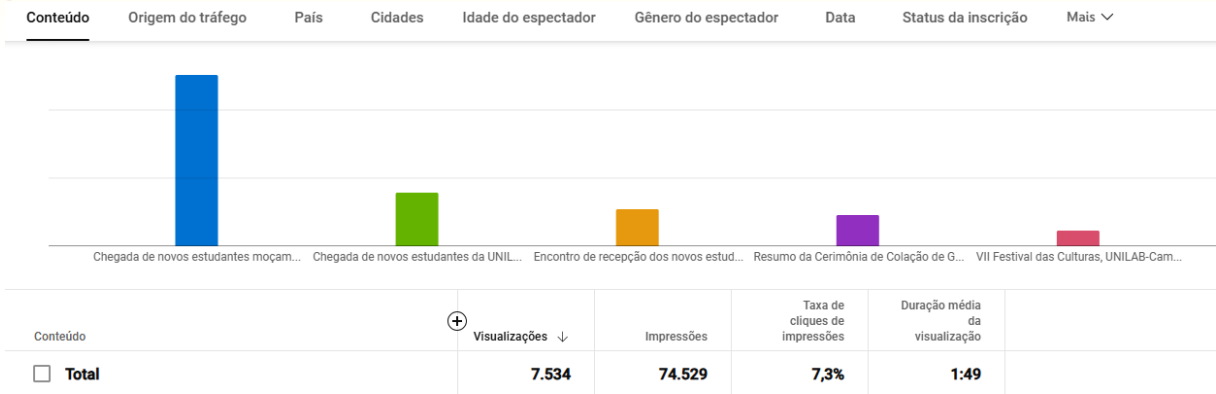 Conteúdo Origem do tráfego País Cidades Idade do espectador Gênero do espectador Data Status da inscrição Mais
Chegada de novos estudantes moçam... Chegada de novos estudantes da UNIL... Encontro de recepção dos novos estud... Resumo da Cerimônia de Colação de G... VII Festival das Culturas, UNILAB-Cam...
Conteúdo
Visualizações ↓
Impressões
Taxa de
cliques de
impressões
Duração média
da
visualização
Total 7.534 74.529 7,3% 1:49